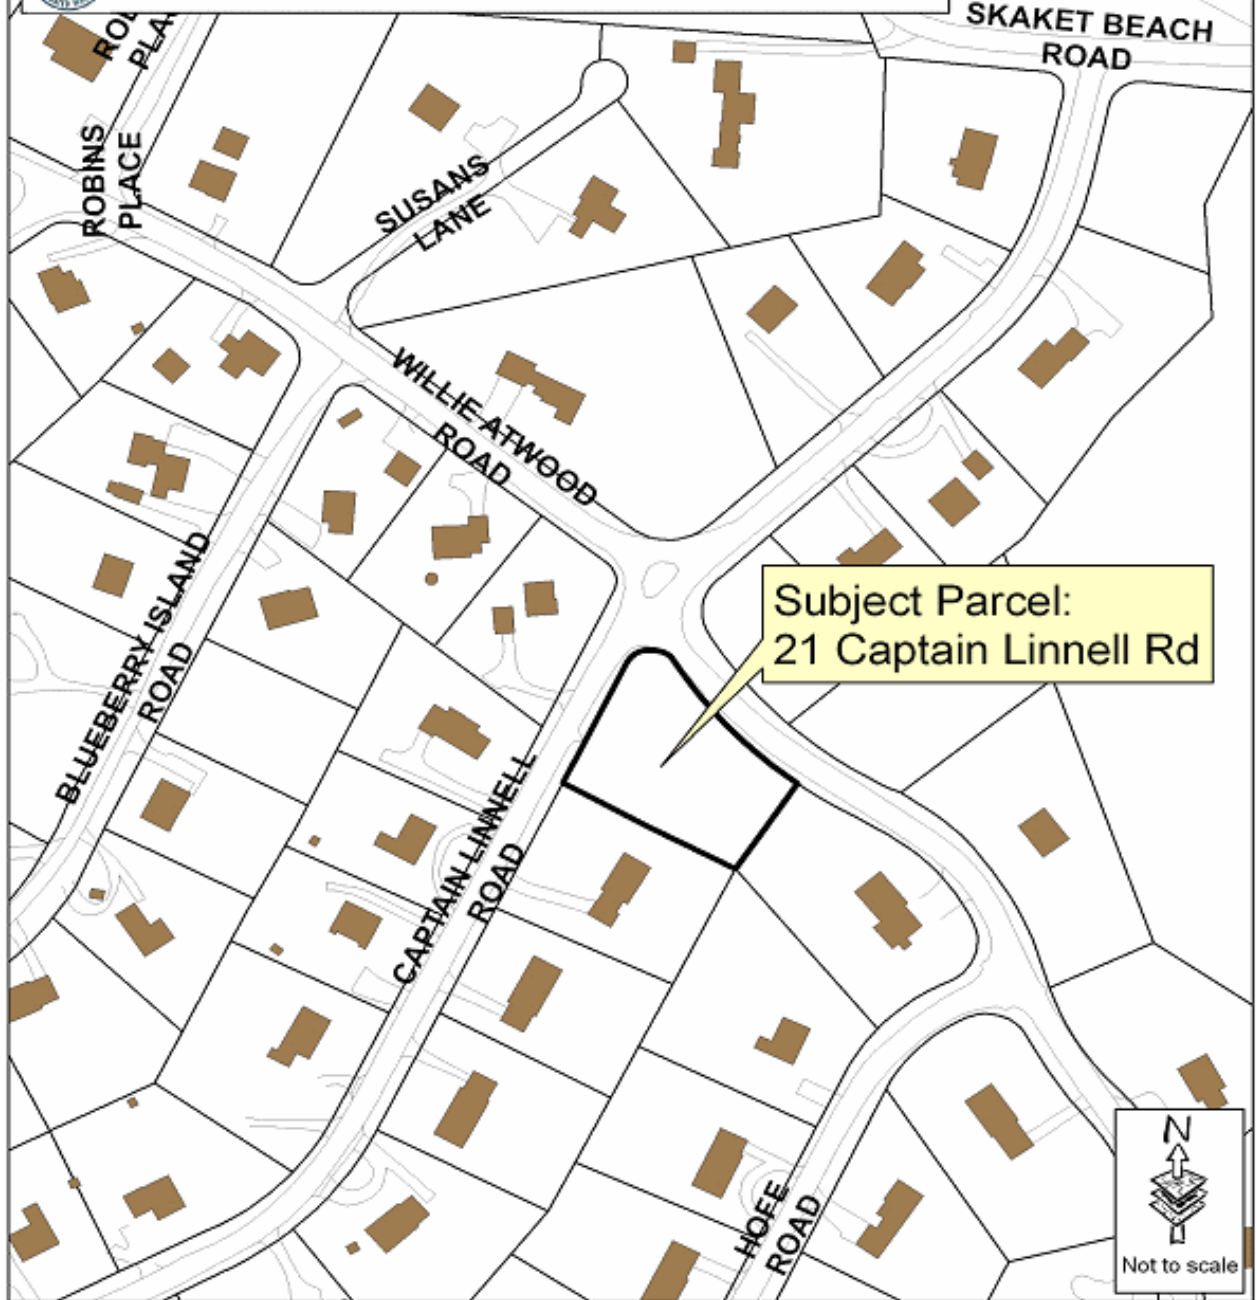 SKAKET BEACH
ROAD
ROBINS
PLACE
SUSANS
LANE
WILLIE ATWOOD
ROAD
BLUEBERRY ISLAND
ROAD
Subject Parcel:
21 Captain Linnell Rd
CAPTAIN LINNELL
ROAD
HOFE
ROAD
N
Not to scale